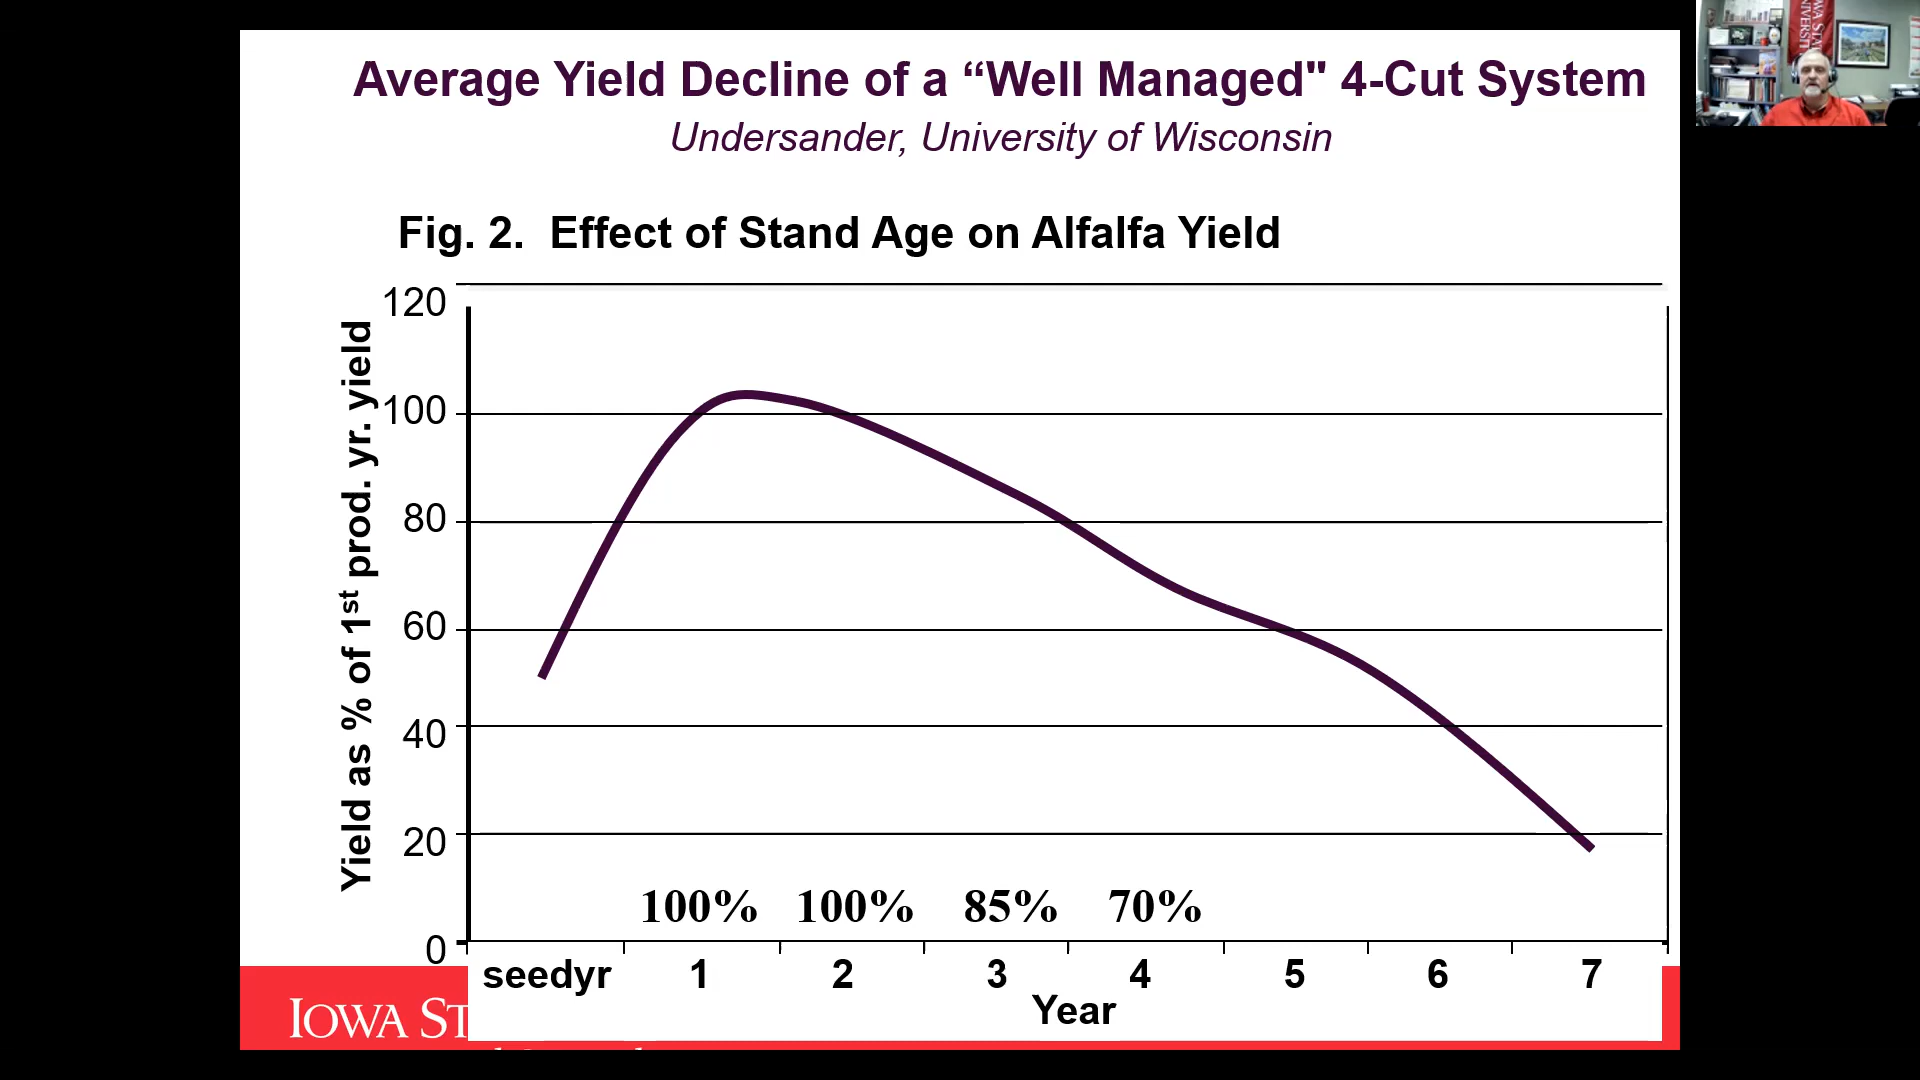 Average Yield Decline of a “Well Managed" 4-Cut System
Undersander, University of Wisconsin
Fig. 2. Effect of Stand Age on Alfalfa Yield
Yield as % of 1st prod. yr. yield
120
100
80
60
40
20
0
100% 100% 85% 70%
seedyr 1 2 3 4 5 6 7
Year
IOWA ST